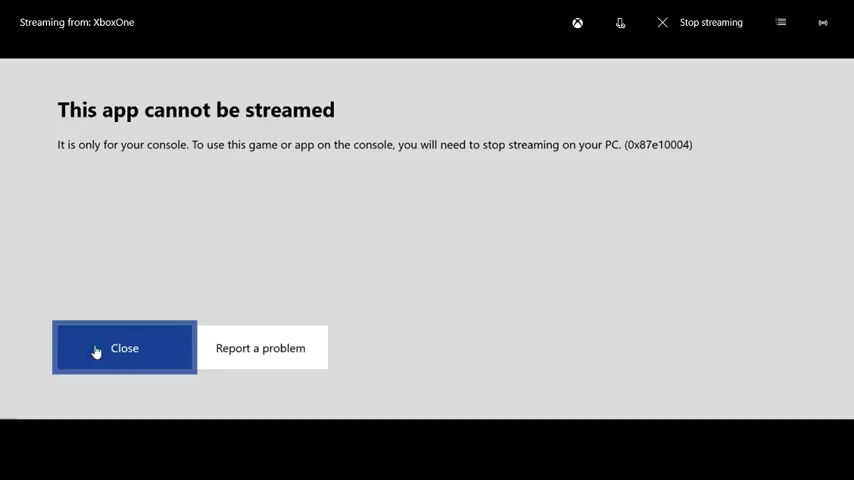 Streaming from: XboxOne
Stop streaming
This app cannot be streamed
It is only for your console. To use this game or app on the console, you will need to stop streaming on your PC. (0x87e10004)
Close
Report a problem